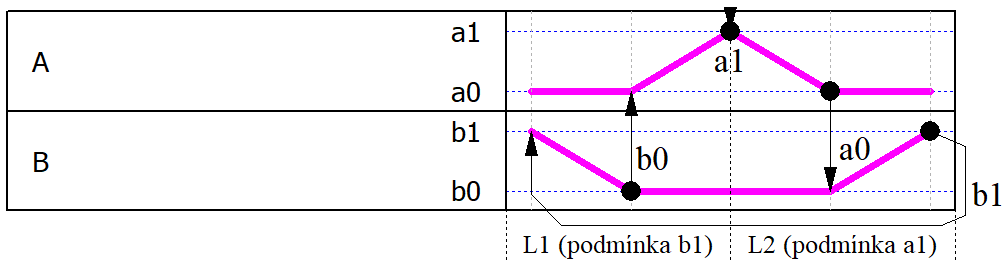 A
a1
a0
a1
B
b1
b0
b0
a0
b1
L1 (podmínka b1)
L2 (podmínka a1)